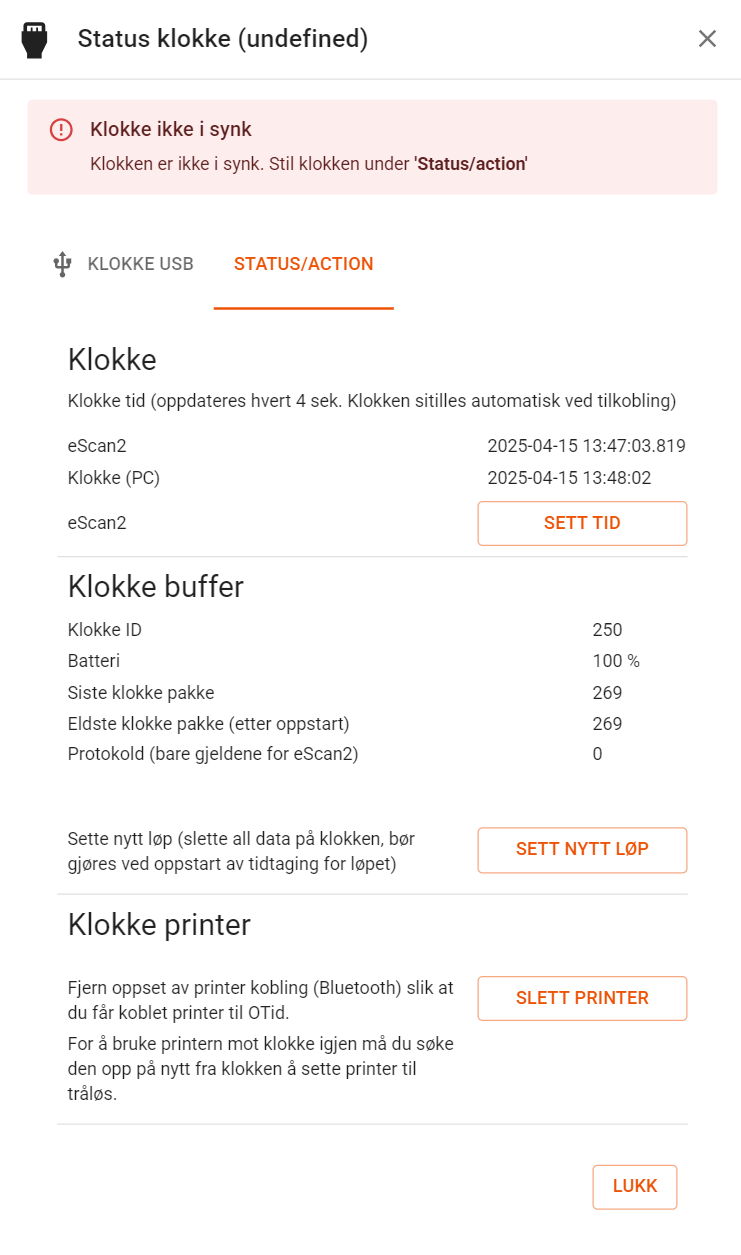 Status klokke (undefined)
Klokke ikke i synk
Klokken er ikke i synk. Stil klokken under 'Status/action'
KLOKKE USB
STATUS/ACTION
Klokke
Klokke tid (oppdateres hvert 4 sek. Klokken sitilles automatisk ved tilkobling)
eScan2 2025-04-15 13:47:03.819
Klokke (PC) 2025-04-15 13:48:02
eScan2 SETT TID
Klokke buffer
Klokke ID 250
Batteri 100 %
Siste klokke pakke 269
Eldste klokke pakke (etter oppstart) 269
Protokold (bare gjeldene for eScan2) 0
Sette nytt løp (slette all data på klokken, bør
gjøres ved oppstart av tidtaging for løpet)
SETT NYTT LØP
Klokke printer
Fjern oppset av printer kobling (Bluetooth) slik at
du får koblet printer til OTid.
SLETT PRINTER
For å bruke printern mot klokke igjen må du søke
den opp på nytt fra klokken å sette printer til
tråløs.
LUKK